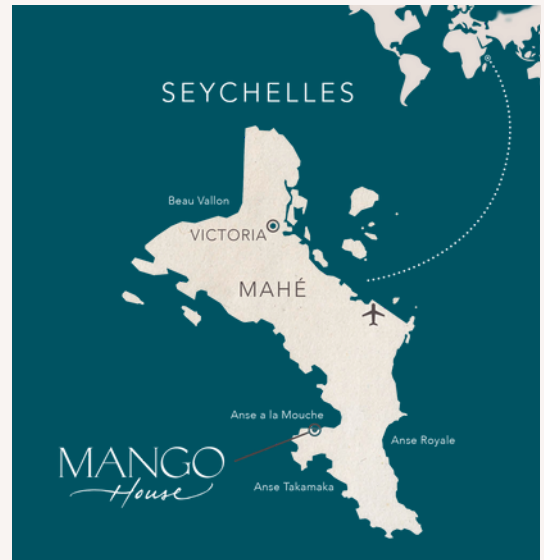 SEYCHELLES
Beau Vallon
VICTORIA
MAHÉ
Anse a la Mouche
Anse Royale
MANGO
House
Anse Takamaka